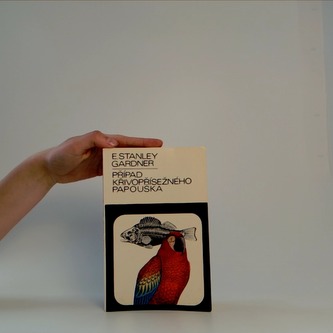 E. STANLEY
GARDNER
PŘÍPAD
KŘIVOPŘÍSEŽNÉHO
PAPOUŠKA